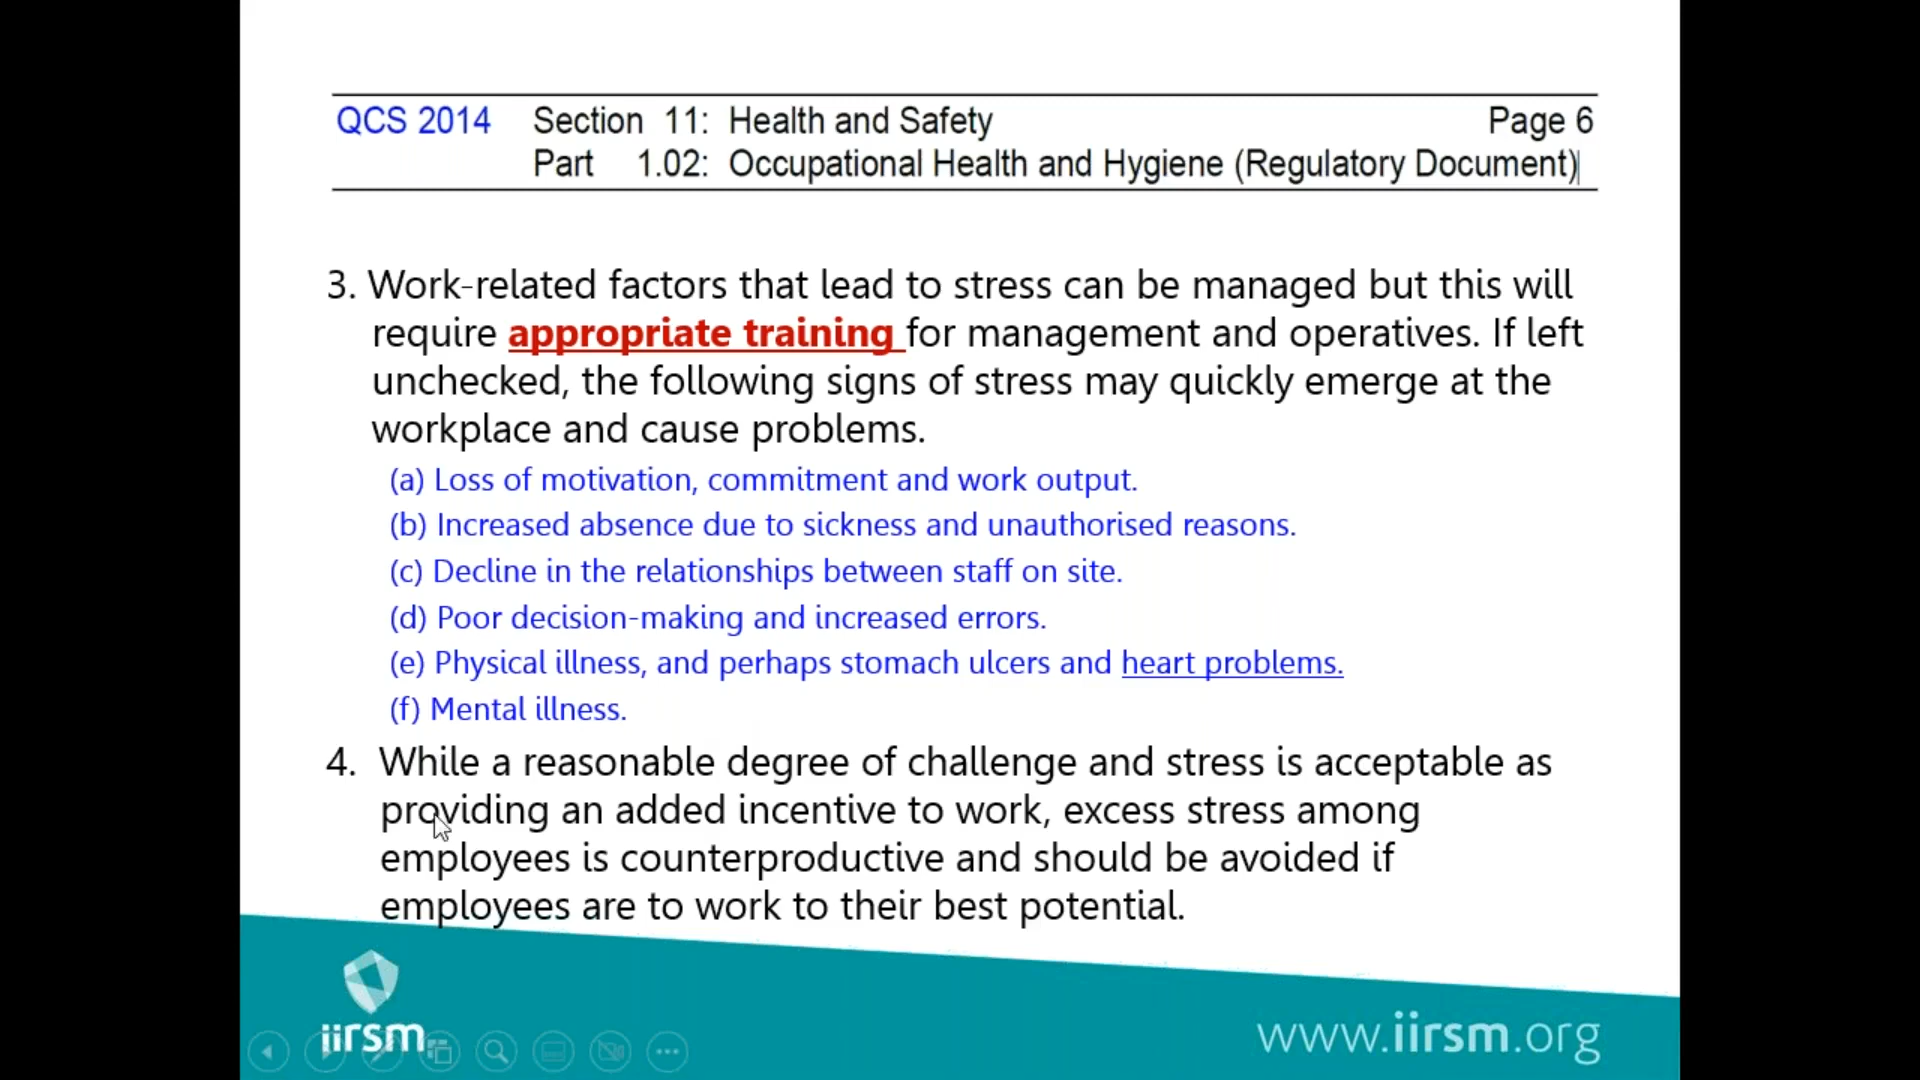 QCS 2014 Section 11: Health and Safety Page 6
Part 1.02: Occupational Health and Hygiene (Regulatory Document)
3. Work-related factors that lead to stress can be managed but this will
require appropriate training for management and operatives. If left
unchecked, the following signs of stress may quickly emerge at the
workplace and cause problems.
(a) Loss of motivation, commitment and work output.
(b) Increased absence due to sickness and unauthorised reasons.
(c) Decline in the relationships between staff on site.
(d) Poor decision-making and increased errors.
(e) Physical illness, and perhaps stomach ulcers and heart problems.
(f) Mental illness.
4. While a reasonable degree of challenge and stress is acceptable as
providing an added incentive to work, excess stress among
employees is counterproductive and should be avoided if
employees are to work to their best potential.
iirsm
www.iirsm.org